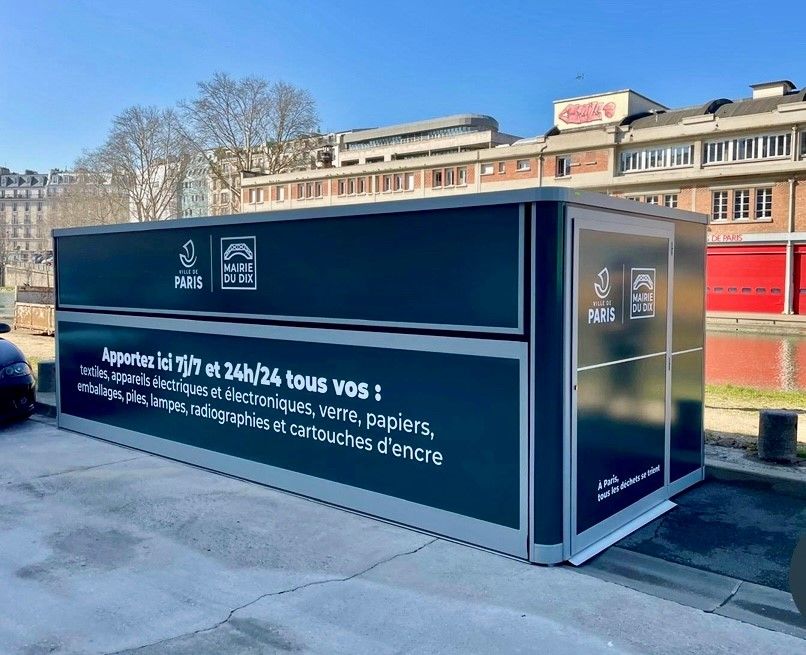 VILLE DE
PARIS
MAIRIE
DU DIX
Apportez ici 7j/7 et 24h/24 tous vos :
textiles, appareils électriques et électroniques, verre, papiers,
emballages, piles, lampes, radiographies et cartouches d'encre
VILLE DE
PARIS
MAIRIE
DU DIX
À Paris,
tous les déchets se trient
DE PARIS